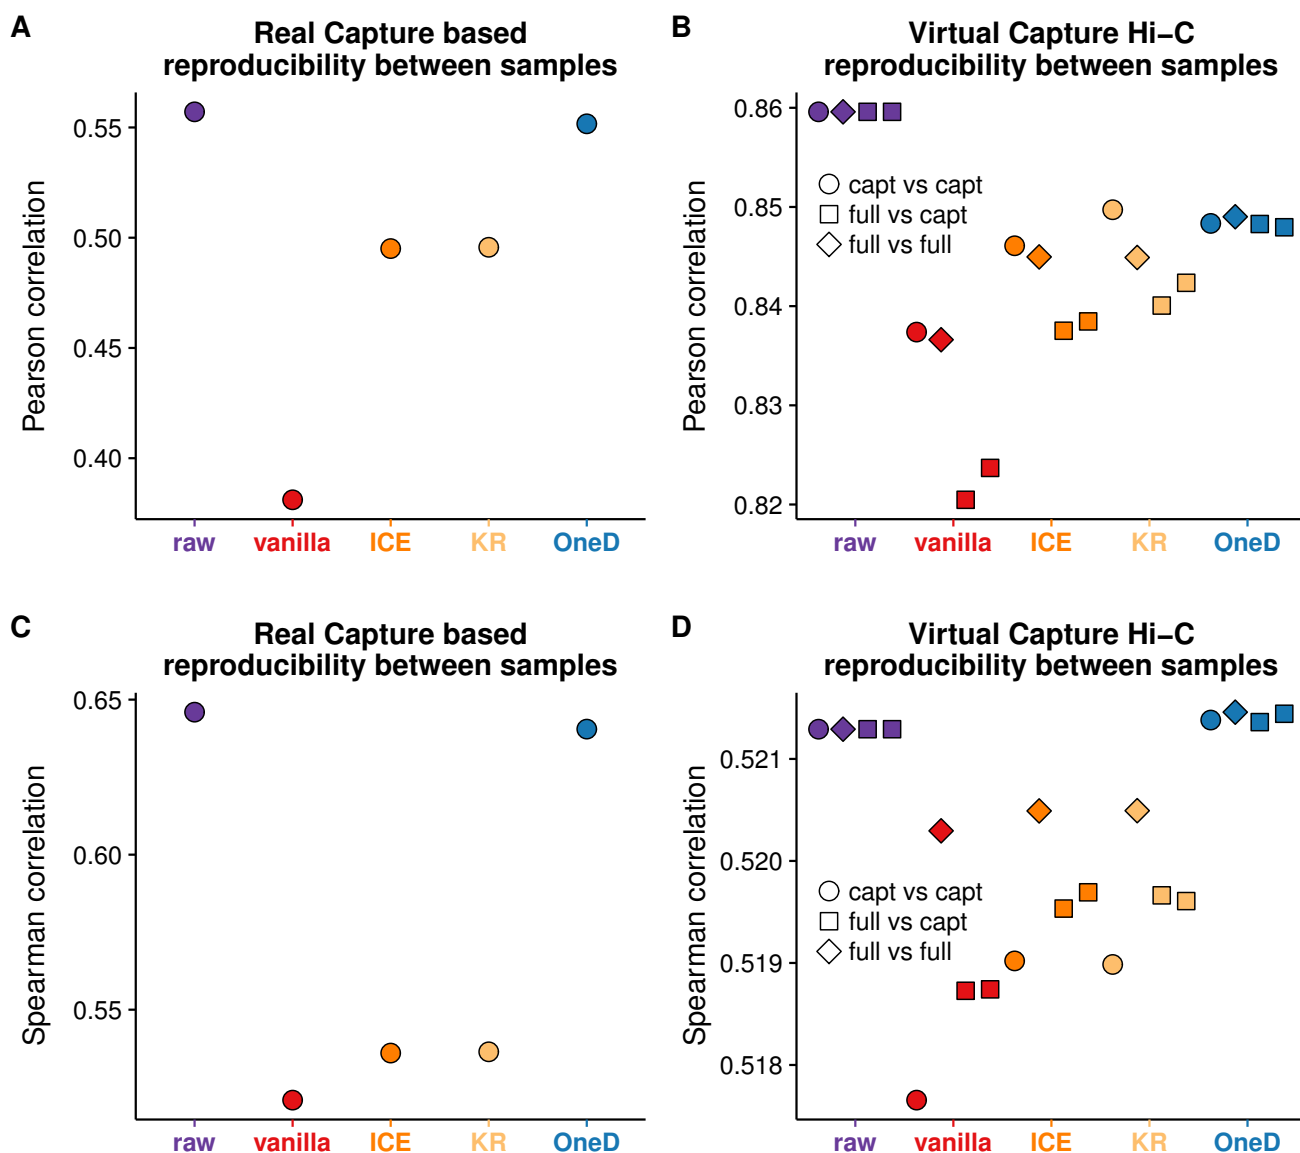 A
Real Capture based
reproducibility between samples
Pearson correlation
0.55
0.50
0.45
0.40
raw vanilla ICE KR OneD
B
Virtual Capture Hi−C
reproducibility between samples
Pearson correlation
0.86
0.85
0.84
0.83
0.82
capt vs capt
full vs capt
full vs full
raw vanilla ICE KR OneD
C
Real Capture based
reproducibility between samples
Spearman correlation
0.65
0.60
0.55
raw vanilla ICE KR OneD
D
Virtual Capture Hi−C
reproducibility between samples
Spearman correlation
0.521
0.520
0.519
0.518
capt vs capt
full vs capt
full vs full
raw vanilla ICE KR OneD